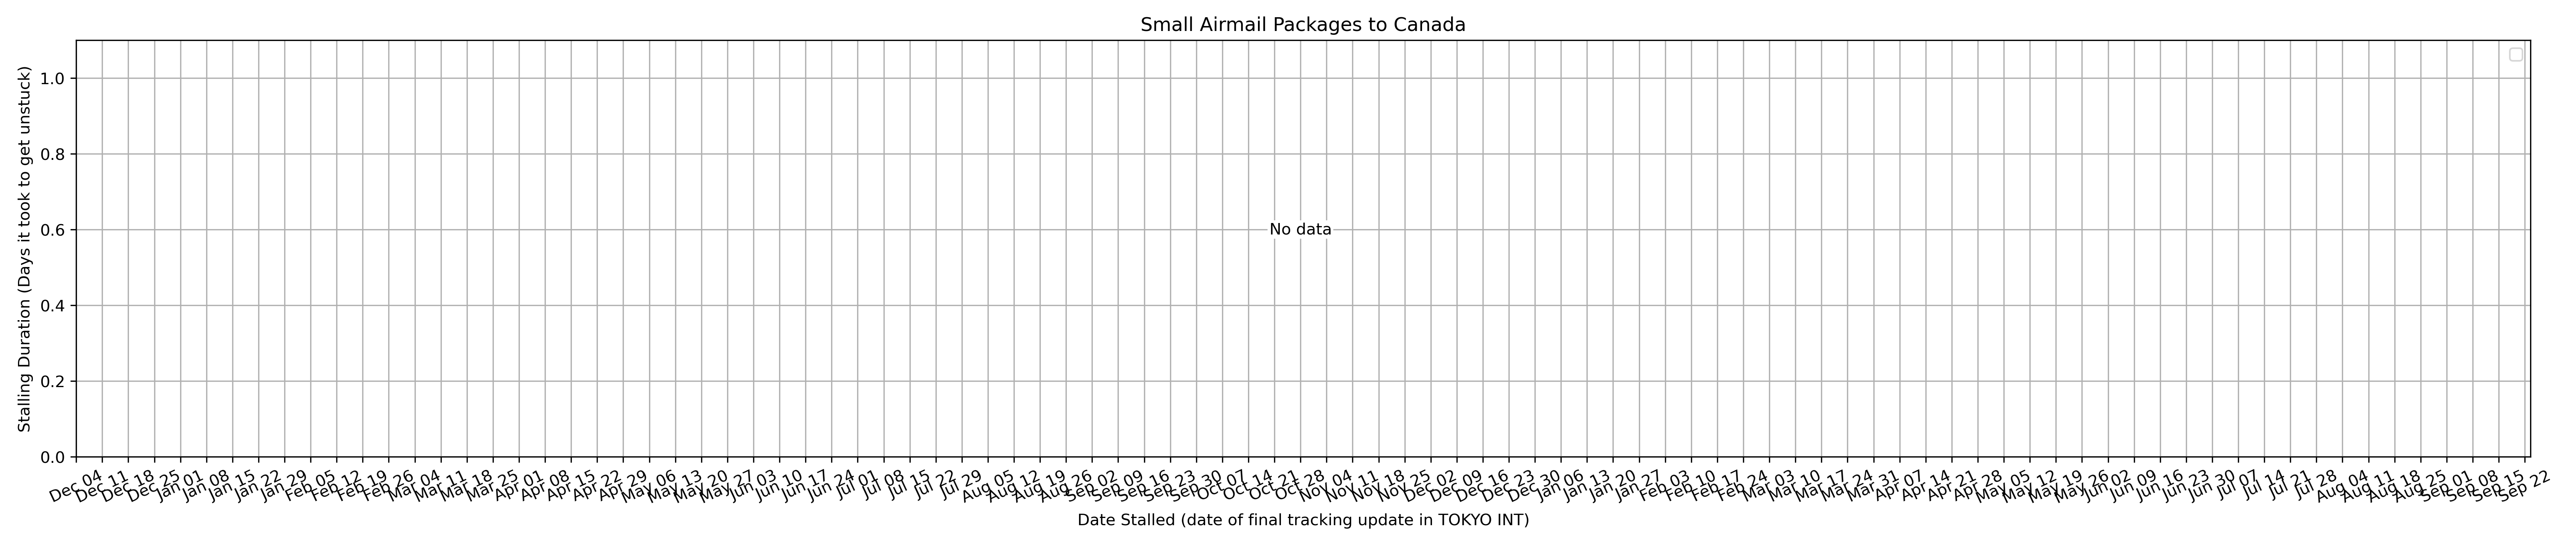 Small Airmail Packages to Canada
Stalling Duration (Days it took to get unstuck)
1.0
0.8
0.6
0.4
0.2
0.0
No data
Dec 04
Dec 11
Dec 18
Dec 25
Jan 01
Jan 08
Jan 15
Jan 22
Jan 29
Feb 05
Feb 12
Feb 19
Feb 26
Mar 04
Mar 11
Mar 18
Mar 25
Apr 01
Apr 08
Apr 15
Apr 22
Apr 29
May 06
May 13
May 20
May 27
Jun 03
Jun 10
Jun 17
Jun 24
Jul 01
Jul 08
Jul 15
Jul 22
Jul 29
Aug 05
Aug 12
Aug 19
Aug 26
Sep 02
Sep 09
Sep 16
Sep 23
Sep 30
Oct 07
Oct 14
Oct 21
Oct 28
Nov 04
Nov 11
Nov 18
Nov 25
Dec 02
Dec 09
Dec 16
Dec 23
Dec 30
Jan 06
Jan 13
Jan 20
Jan 27
Feb 03
Feb 10
Feb 17
Feb 24
Mar 03
Mar 10
Mar 17
Mar 24
Mar 31
Apr 07
Apr 14
Apr 21
Apr 28
May 05
May 12
May 19
May 26
Jun 02
Jun 09
Jun 16
Jun 23
Jun 30
Jul 07
Jul 14
Jul 21
Jul 28
Aug 04
Aug 11
Aug 18
Aug 25
Sep 01
Sep 08
Sep 15
Sep 22
Date Stalled (date of final tracking update in TOKYO INT)